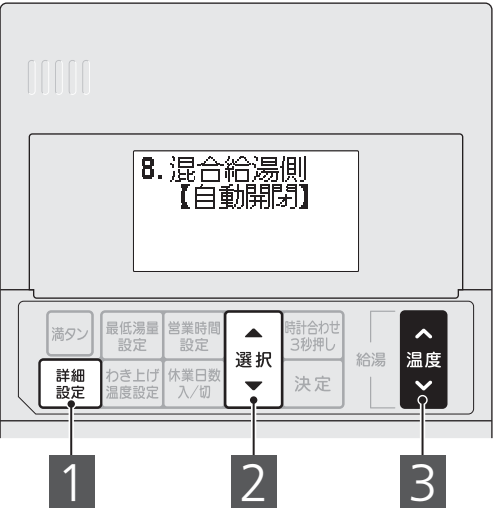 8.混合給湯側
【自動開閉】
満タン
最低湯量
設定
営業時間
設定
▲
選択
▼
時計合わせ
3秒押し
給湯
温度
詳細
設定
わき上げ
温度設定
休業日数
入/切
決定
1
2
3